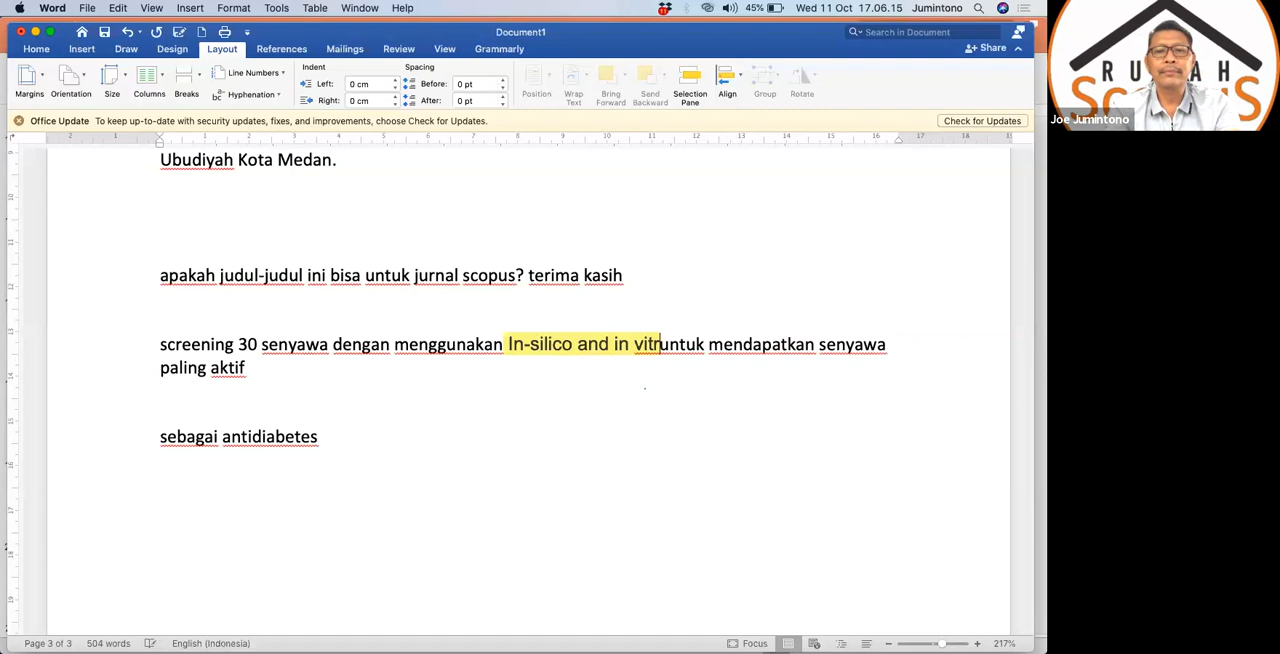 Word File Edit View Insert Format Tools Table Window Help 45% Wed 11 Oct 17.06.15 Jumintono
Document1
Search in Document
Home Insert Draw Design Layout References Mailings Review View Grammarly
Share
Margins Orientation Size Columns Breaks
Line Numbers
Hyphenation
Indent
Left: 0 cm
Right: 0 cm
Spacing
Before: 0 pt
After: 0 pt
Position Wrap Text Bring Forward Send Backward Selection Pane Align Group Rotate
Office Update To keep up-to-date with security updates, fixes, and improvements, choose Check for Updates. Check for Updates
Ubudiyah Kota Medan.
apakah judul-judul ini bisa untuk jurnal scopus? terima kasih
screening 30 senyawa dengan menggunakan In-silico and in vitruntuk mendapatkan senyawa
paling aktif
sebagai antidiabetes
Page 3 of 3 504 words English (Indonesia) Focus 217%
Joe Jumintono